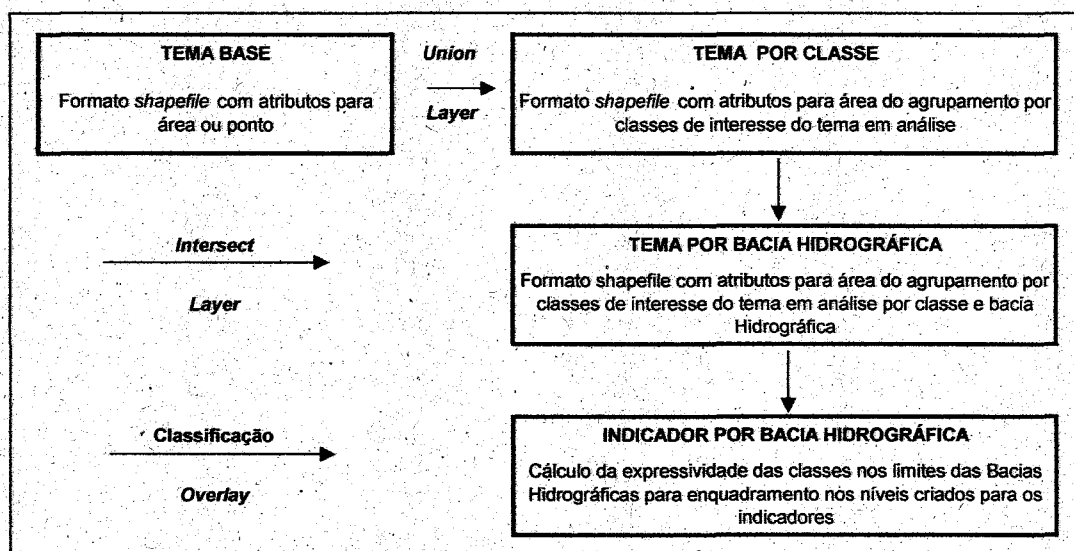 TEMA BASE
Formato shapefile com atributos para
área ou ponto
Union
Layer
TEMA POR CLASSE
Formato shapefile com atributos para área do agrupamento por
classes de interesse do tema em análise
Intersect
Layer
TEMA POR BACIA HIDROGRÁFICA
Formato shapefile com atributos para área do agrupamento por
classes de interesse do tema em análise por classe e bacia
Hidrográfica
Classificação
Overlay
INDICADOR POR BACIA HIDROGRÁFICA
Cálculo da expressividade das classes nos limites das Bacias
Hidrográficas para enquadramento nos níveis criados para os
indicadores